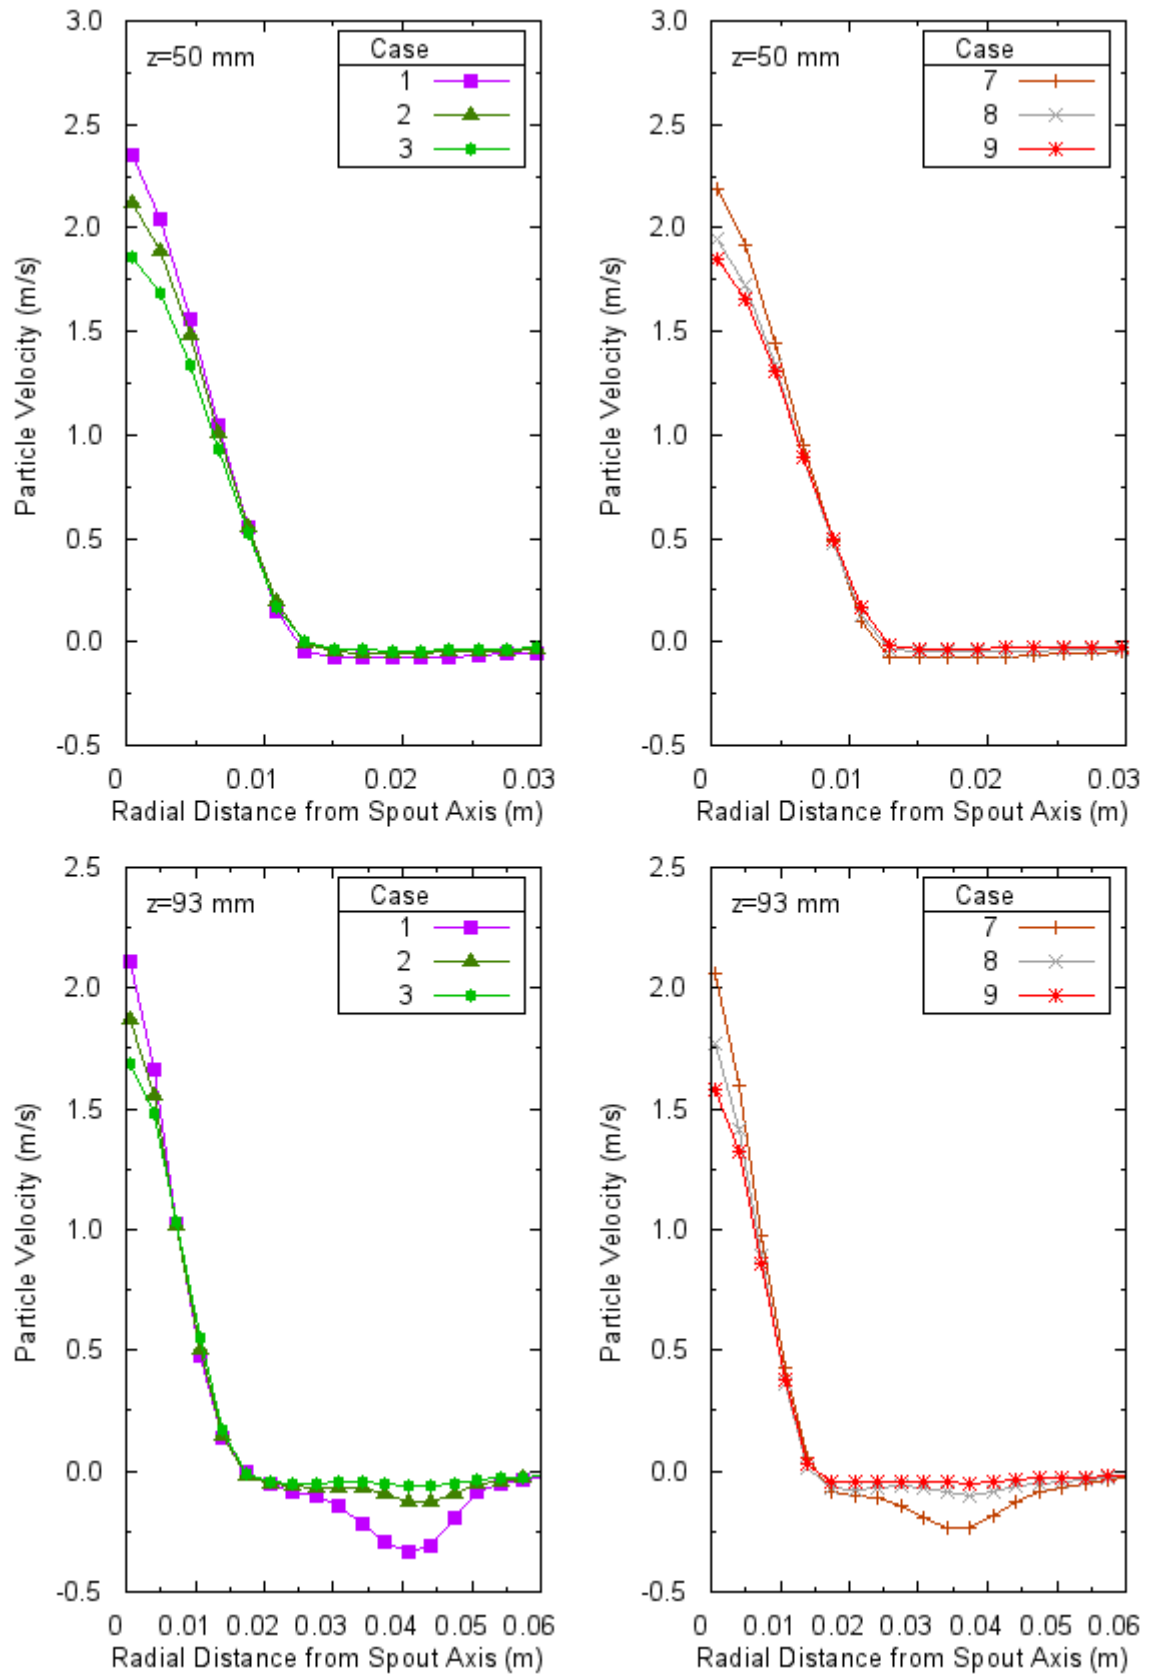 z=50 mm
Case
1
2
3
3.0
2.5
2.0
1.5
1.0
0.5
0.0
-0.5
Particle Velocity (m/s)
0 0.01 0.02 0.03
Radial Distance from Spout Axis (m)
z=50 mm
Case
7
8
9
3.0
2.5
2.0
1.5
1.0
0.5
0.0
-0.5
Particle Velocity (m/s)
0 0.01 0.02 0.03
Radial Distance from Spout Axis (m)
z=93 mm
Case
1
2
3
2.5
2.0
1.5
1.0
0.5
0.0
-0.5
Particle Velocity (m/s)
0 0.01 0.02 0.03 0.04 0.05 0.06
Radial Distance from Spout Axis (m)
z=93 mm
Case
7
8
9
2.5
2.0
1.5
1.0
0.5
0.0
-0.5
Particle Velocity (m/s)
0 0.01 0.02 0.03 0.04 0.05 0.06
Radial Distance from Spout Axis (m)